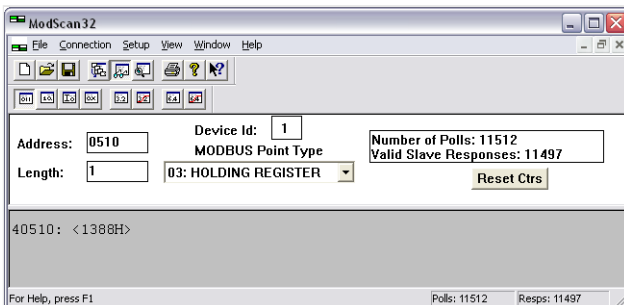 ModScan32
File Connection Setup View Window Help
Address: 0510
Device Id: 1
MODBUS Point Type
Length: 1
03: HOLDING REGISTER
Number of Polls: 11512
Valid Slave Responses: 11497
Reset Ctrs
40510: <1388H>
For Help, press F1
Polls: 11512
Resps: 11497